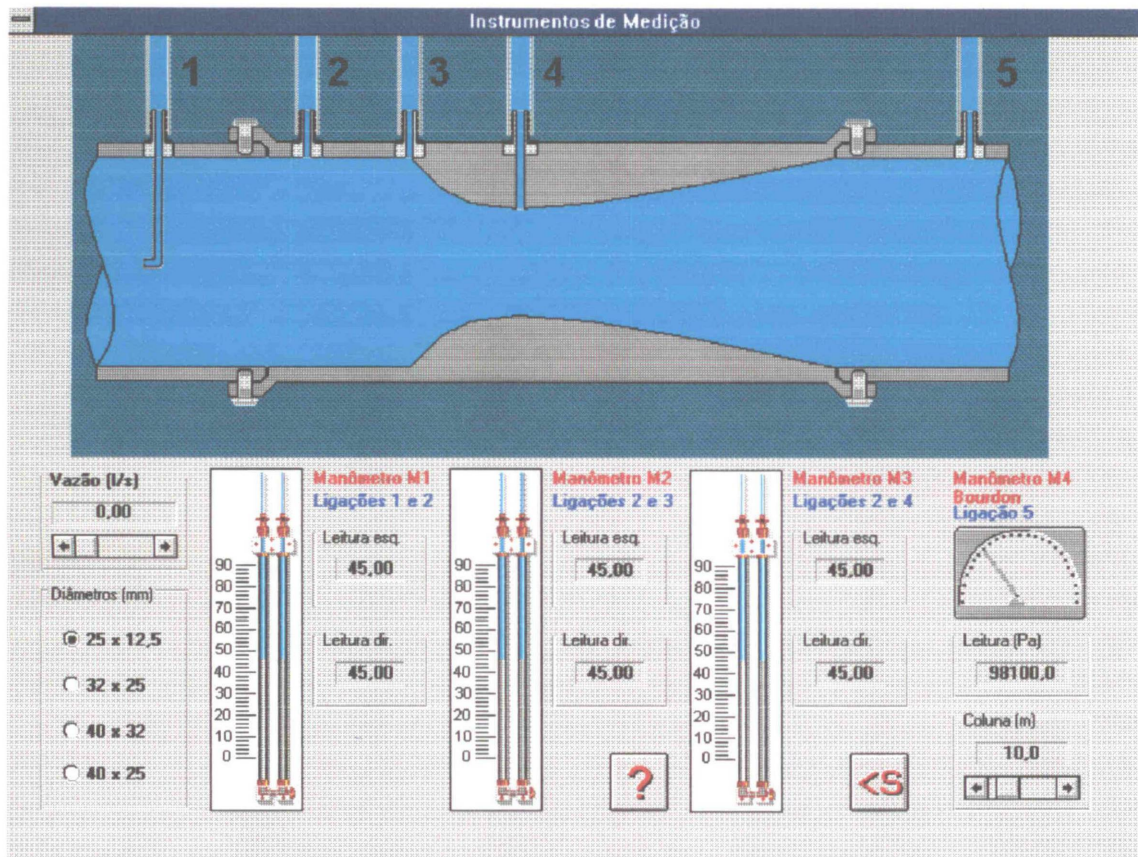 Instrumentos de Medição
1 2 3 4 5
Vazão (l/s)
0,00
Diâmetros (mm)
25 x 12,5
32 x 25
40 x 32
40 x 25
90
80
70
60
50
40
30
20
10
0
Manômetro M1
Ligações 1 e 2
Leitura esq.
45,00
Leitura dir.
45,00
90
80
70
60
50
40
30
20
10
0
Manômetro M2
Ligações 2 e 3
Leitura esq.
45,00
Leitura dir.
45,00
?
90
80
70
60
50
40
30
20
10
0
Manômetro M3
Ligações 2 e 4
Leitura esq.
45,00
Leitura dir.
45,00
<S
Manômetro M4
Bourdon
Ligação 5
Leitura (Pa)
98100,0
Coluna (m)
10,0